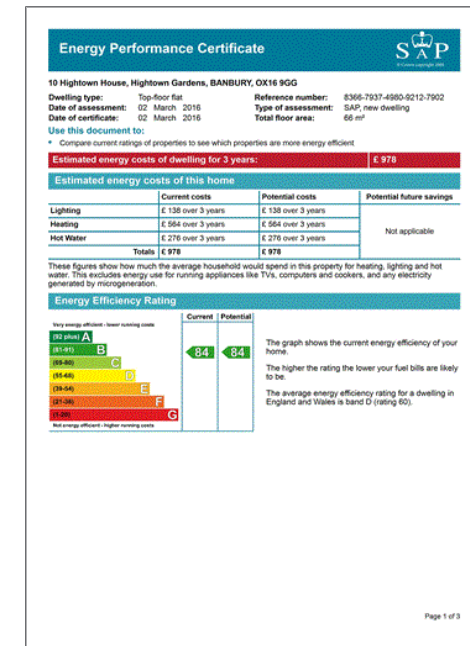 Energy Performance Certificate
SAP
10 Hightown House, Hightown Gardens, BANBURY, OX16 9GG
Dwelling type: Top-floor flat Reference number: 8366-7937-4980-9212-7902
Date of assessment: 02 March 2016 Type of assessment: SAP, new dwelling
Date of certificate: 02 March 2016 Total floor area: 66 m²
Use this document to:
• Compare current ratings of properties to see which properties are more energy efficient
Estimated energy costs of dwelling for 3 years: £ 978
Estimated energy costs of this home
Current costs Potential costs Potential future savings
Lighting £ 138 over 3 years £ 138 over 3 years
Heating £ 564 over 3 years £ 564 over 3 years
Not applicable
Hot Water £ 276 over 3 years £ 276 over 3 years
Totals £ 978 £ 978
These figures show how much the average household would spend in this property for heating, lighting and hot
water. This excludes energy use for running appliances like TVs, computers and cookers, and any electricity
generated by microgeneration.
Energy Efficiency Rating
Current Potential
Very energy efficient - lower running costs
(92 plus) A
(81-91) B 84 84
(69-80) C
(55-68) D
(39-54) E
(21-38) F
(1-20) G
Not energy efficient - higher running costs
The graph shows the current energy efficiency of your
home.
The higher the rating the lower your fuel bills are likely
to be.
The average energy efficiency rating for a dwelling in
England and Wales is band D (rating 60).
Page 1 of 3